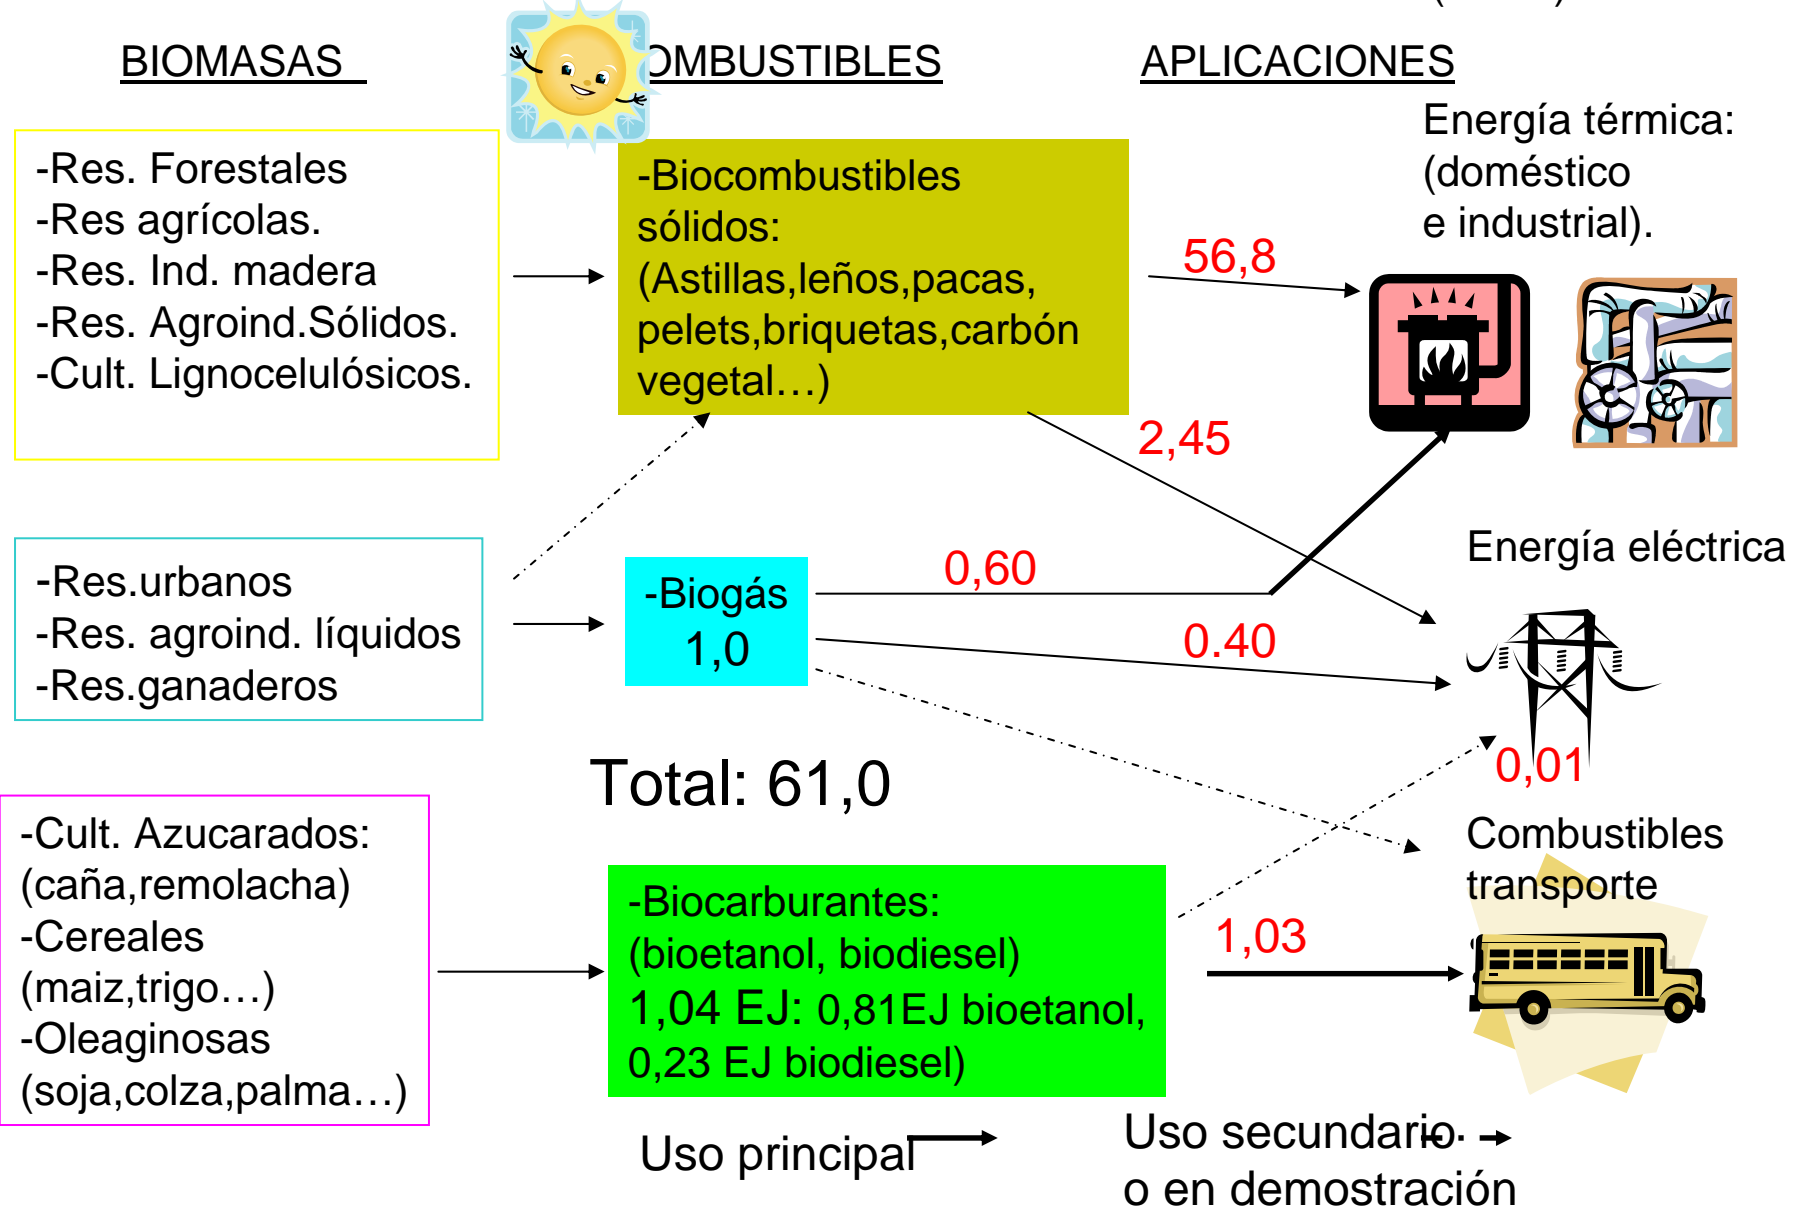 BIOMASAS
OMBUSTIBLES
APLICACIONES
-Res. Forestales
-Res agrícolas.
-Res. Ind. madera
-Res. Agroind.Sólidos.
-Cult. Lignocelulósicos.
-Biocombustibles
sólidos:
(Astillas,leños,pacas,
pelets,briquetas,carbón
vegetal…)
Energía térmica:
(doméstico
e industrial).
56,8
2,45
-Res.urbanos
-Res. agroind. líquidos
-Res.ganaderos
-Biogás
1,0
0,60
0.40
Energía eléctrica
0,01
Total: 61,0
-Cult. Azucarados:
(caña,remolacha)
-Cereales
(maiz,trigo…)
-Oleaginosas
(soja,colza,palma…)
-Biocarburantes:
(bioetanol, biodiesel)
1,04 EJ: 0,81EJ bioetanol,
0,23 EJ biodiesel)
1,03
Combustibles
transporte
Uso principal
Uso secundario
o en demostración